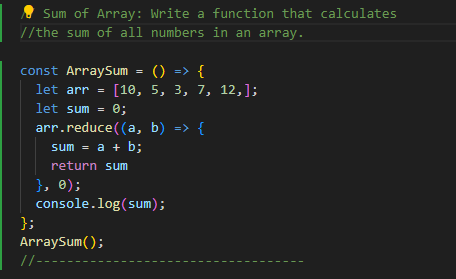 / Sum of Array: Write a function that calculates
//the sum of all numbers in an array.
const ArraySum = () => {
let arr = [10, 5, 3, 7, 12,];
let sum = 0;
arr.reduce((a, b) => {
sum = a + b;
return sum
}, 0);
console.log(sum);
};
ArraySum();
//----------------------------------